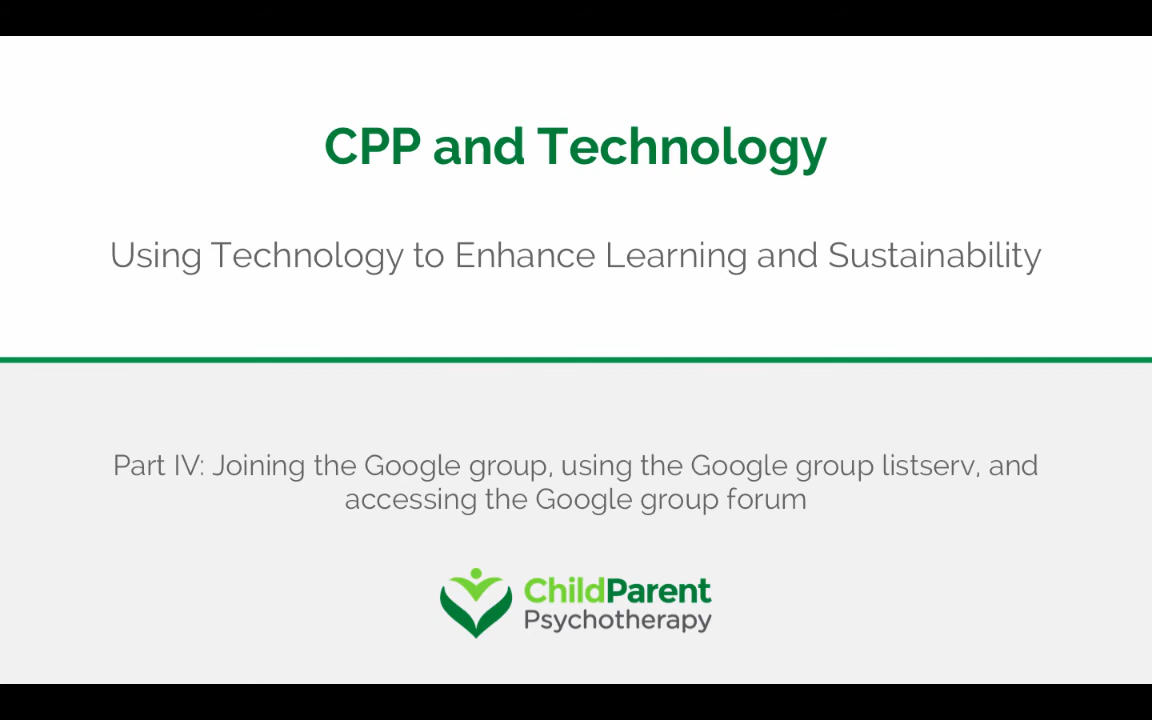 CPP and Technology
Using Technology to Enhance Learning and Sustainability
Part IV: Joining the Google group, using the Google group listserv, and
accessing the Google group forum
ChildParent
Psychotherapy